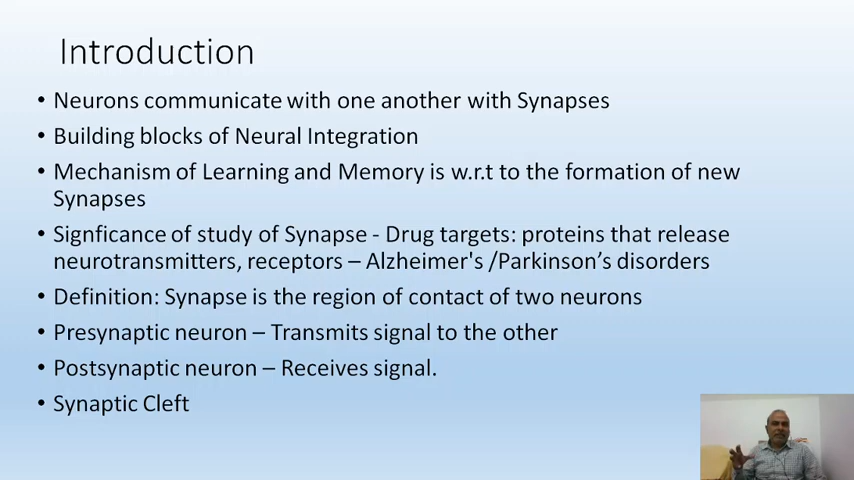 Introduction
• Neurons communicate with one another with Synapses
• Building blocks of Neural Integration
• Mechanism of Learning and Memory is w.r.t to the formation of new
Synapses
• Signficance of study of Synapse - Drug targets: proteins that release
neurotransmitters, receptors – Alzheimer's /Parkinson’s disorders
• Definition: Synapse is the region of contact of two neurons
• Presynaptic neuron – Transmits signal to the other
• Postsynaptic neuron – Receives signal.
• Synaptic Cleft